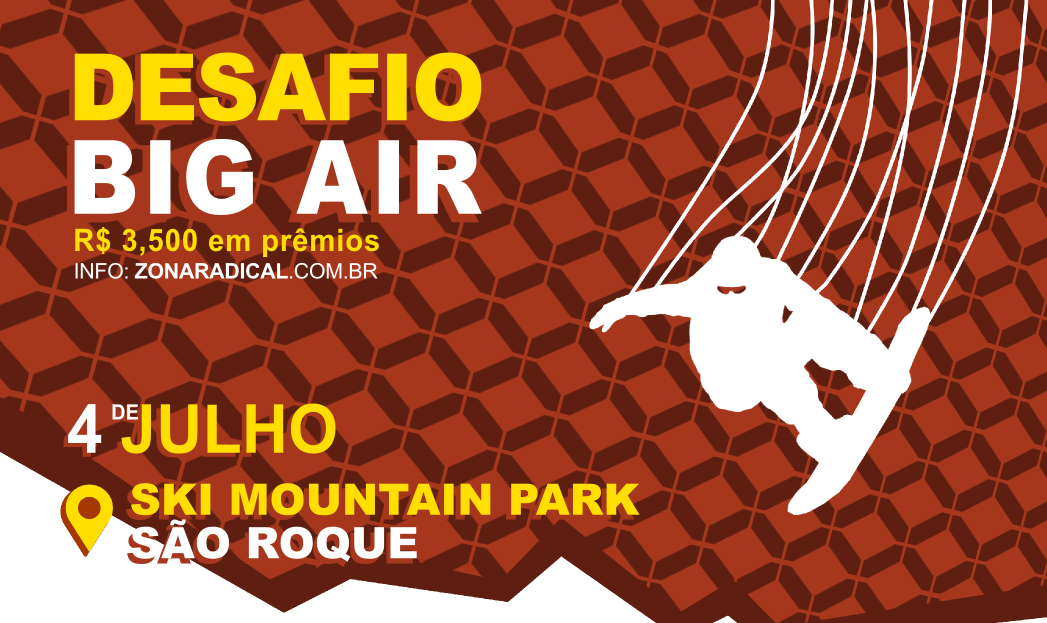 DESAFIO
BIG AIR
R$ 3,500 em prêmios
INFO: ZONARADICAL.COM.BR
4 DE JULHO
SKI MOUNTAIN PARK
SÃO ROQUE